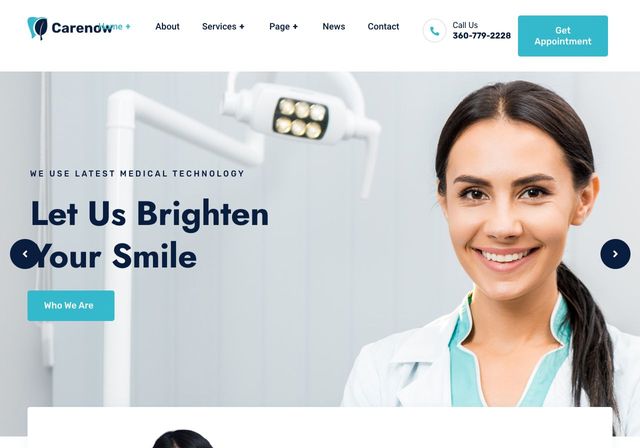 Carenow
Home +
About
Services +
Page +
News
Contact
Call Us
360-779-2228
Get
Appointment
WE USE LATEST MEDICAL TECHNOLOGY
Let Us Brighten
Your Smile
Who We Are